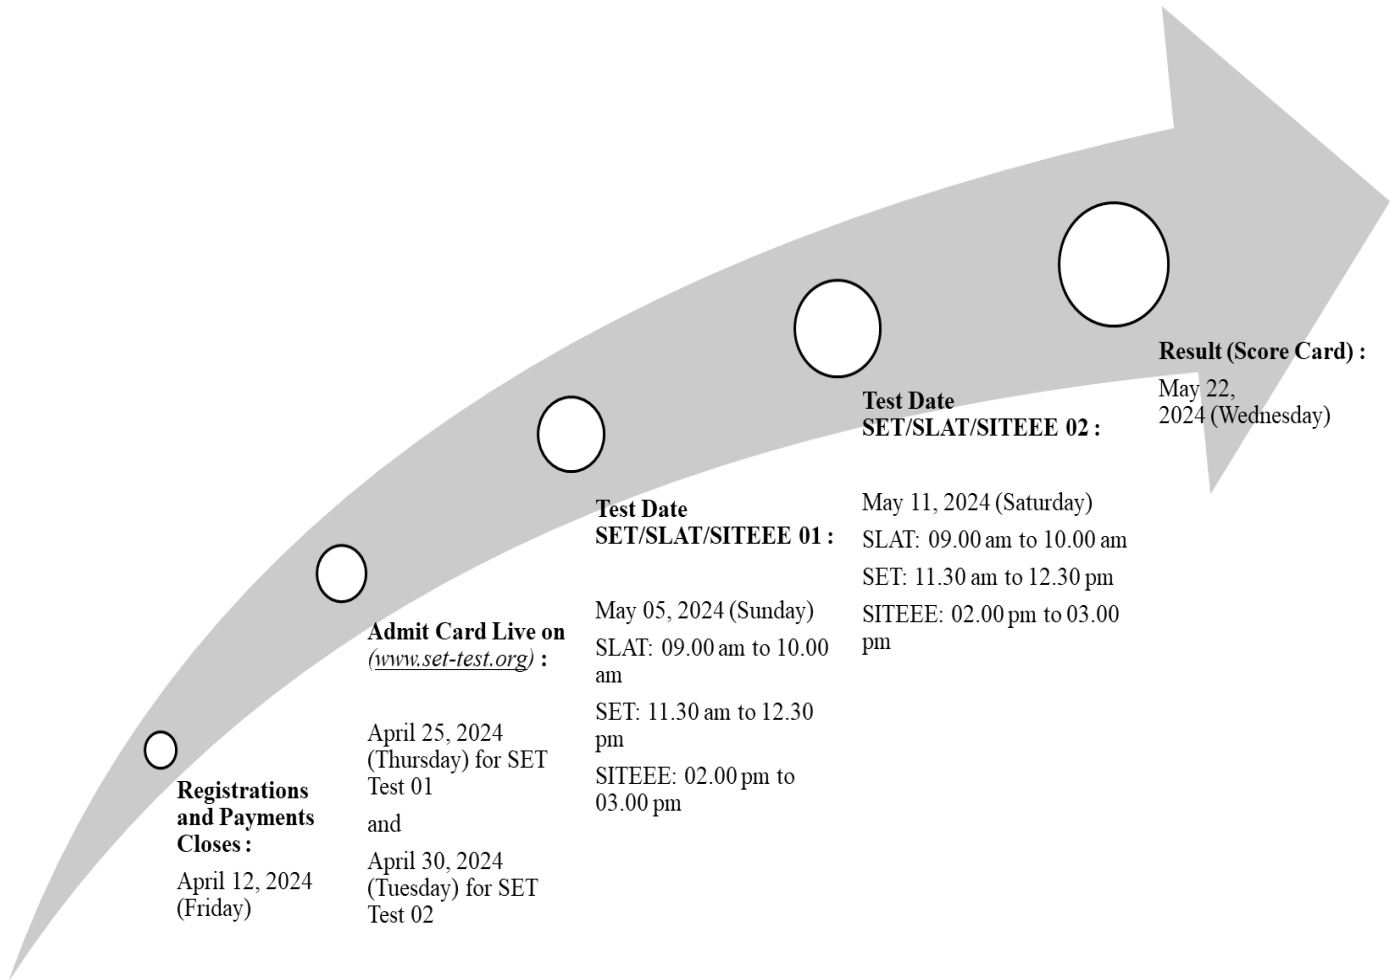 Registrations
and Payments
Closes :
April 12, 2024
(Friday)
Admit Card Live on
(www.set-test.org) :
April 25, 2024
(Thursday) for SET
Test 01
and
April 30, 2024
(Tuesday) for SET
Test 02
Test Date
SET/SLAT/SITEEE 01 :
May 05, 2024 (Sunday)
SLAT: 09.00 am to 10.00
am
SET: 11.30 am to 12.30
pm
SITEEE: 02.00 pm to
03.00 pm
Test Date
SET/SLAT/SITEEE 02 :
May 11, 2024 (Saturday)
SLAT: 09.00 am to 10.00 am
SET: 11.30 am to 12.30 pm
SITEEE: 02.00 pm to 03.00
pm
Result (Score Card) :
May 22,
2024 (Wednesday)